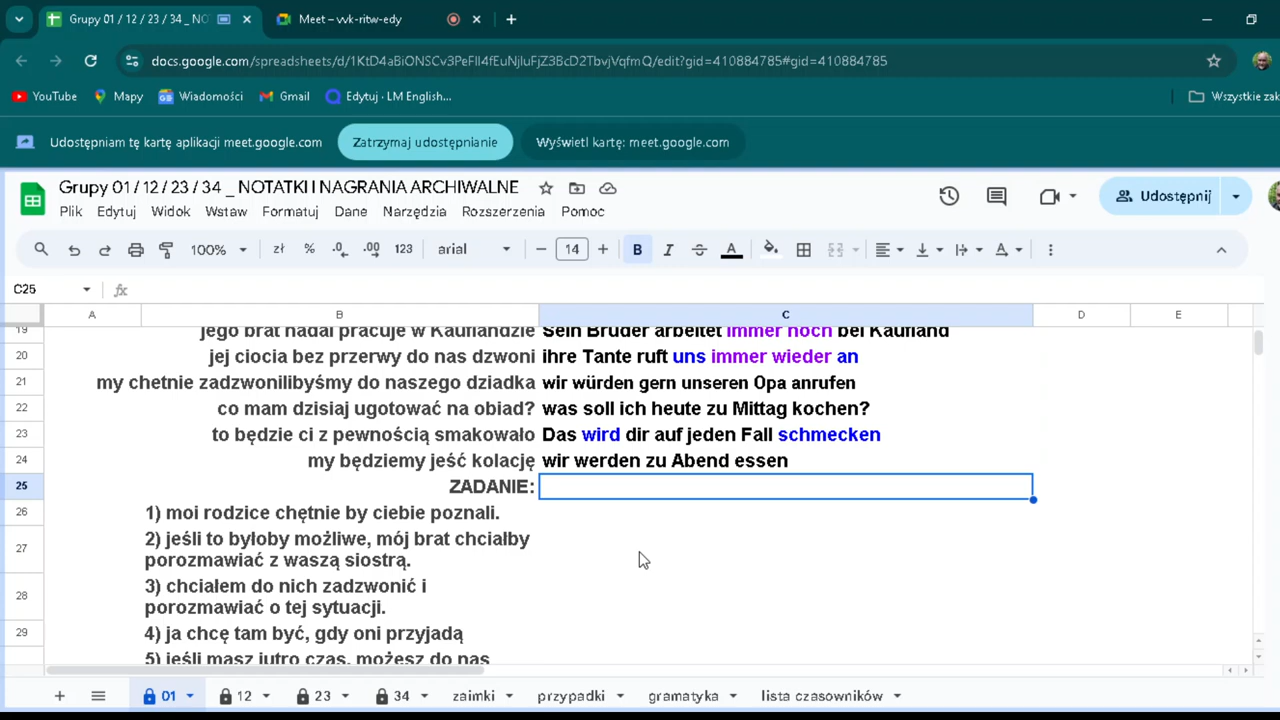 Grupy 01 / 12 / 23 / 34 _ NO
Meet – vvk-ritw-edy
docs.google.com/spreadsheets/d/1KtD4aBiONSCv3PeFlI4fEuNjluFjZ3BcD2TbvjVqfmQ/edit?gid=410884785#gid=410884785
YouTube
Mapy
Wiadomości
Gmail
Edytuj · LM English...
Wszystkie zak
Udostępniam tę kartę aplikacji meet.google.com
Zatrzymaj udostępnianie
Wyświetl kartę: meet.google.com
Grupy 01 / 12 / 23 / 34 _ NOTATKI I NAGRANIA ARCHIWALNE
Plik Edytuj Widok Wstaw Formatuj Dane Narzędzia Rozszerzenia Pomoc
Udostępnij
100% zł % .0 .00 123 arial − 14 + B I A
C25 fx
A B C D E
19 jego brat nadal pracuje w Kauflandzie Sein Bruder arbeitet immer noch bei Kaufland
20 jej ciocia bez przerwy do nas dzwoni ihre Tante ruft uns immer wieder an
21 my chetnie zadzwonilibyśmy do naszego dziadka wir würden gern unseren Opa anrufen
22 co mam dzisiaj ugotować na obiad? was soll ich heute zu Mittag kochen?
23 to będzie ci z pewnością smakowało Das wird dir auf jeden Fall schmecken
24 my będziemy jeść kolację wir werden zu Abend essen
25 ZADANIE:
26 1) moi rodzice chętnie by ciebie poznali.
27 2) jeśli to byłoby możliwe, mój brat chciałby
porozmawiać z waszą siostrą.
28 3) chciałem do nich zadzwonić i
porozmawiać o tej sytuacji.
29 4) ja chcę tam być, gdy oni przyjadą
5) jeśli masz jutro czas, możesz do nas
+ 01 12 23 34 zaimki przypadki gramatyka lista czasowników